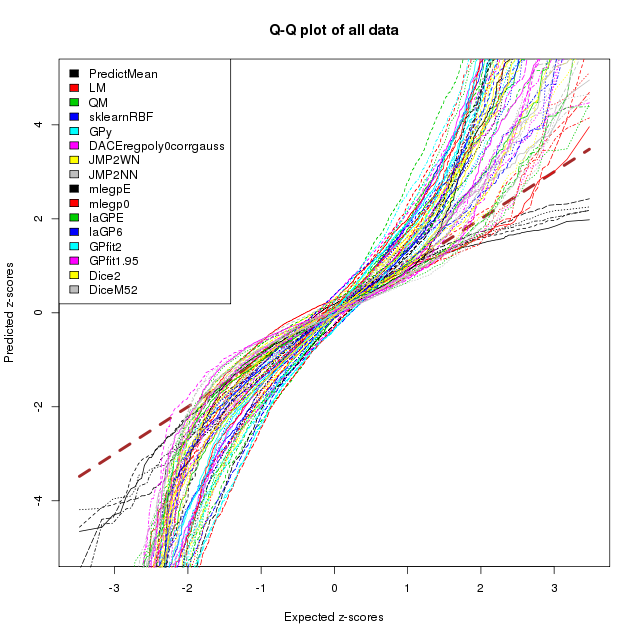 Q-Q plot of all data
PredictMean
LM
QM
sklearnRBF
GPy
DACEregpoly0corrgauss
JMP2WN
JMP2NN
mlegpE
mlegp0
laGPE
laGP6
GPfit2
GPfit1.95
Dice2
DiceM52
Predicted z-scores
4
2
0
-2
-4
-3 -2 -1 0 1 2 3
Expected z-scores